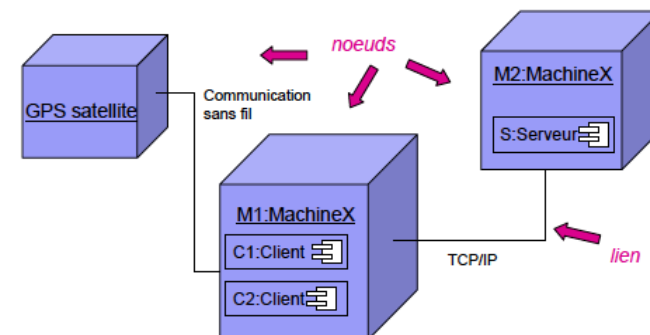 noeuds
GPS satellite
Communication
sans fil
M2:MachineX
S:Serveur
M1:MachineX
C1:Client
C2:Client
TCP/IP
lien